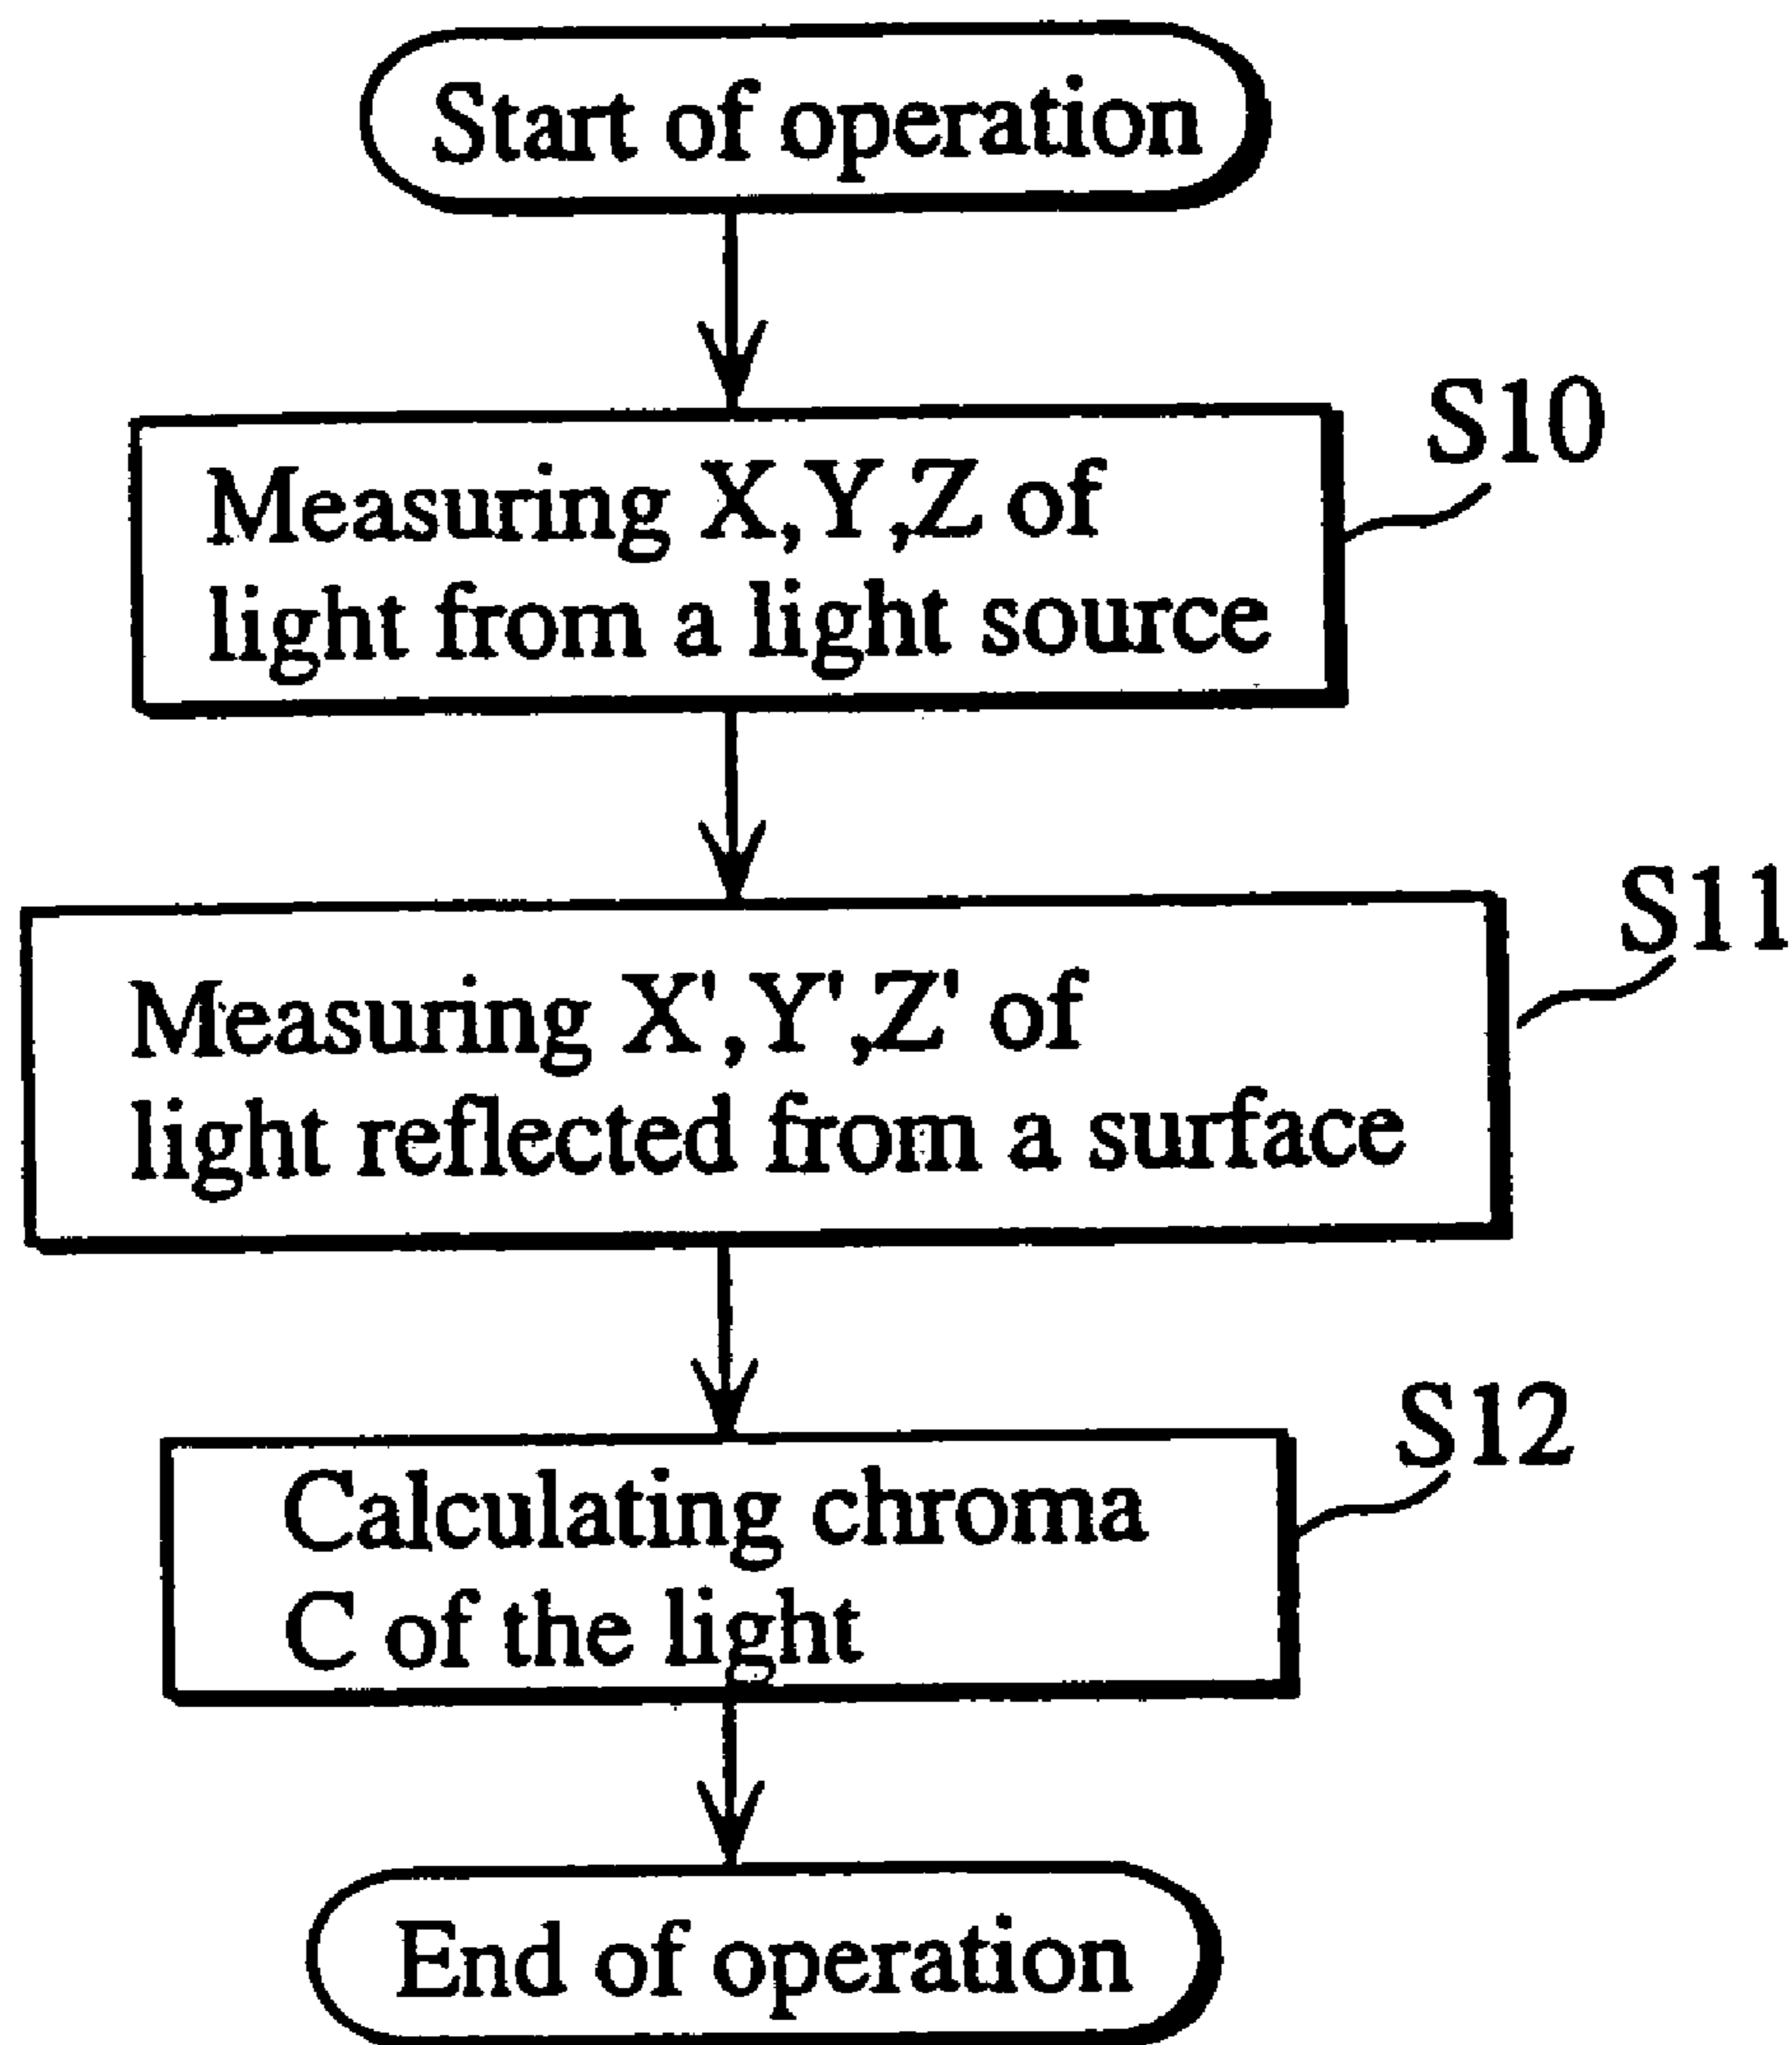 Start of operation
S10
Measuring X,Y,Z of
light from a light source
S11
Measuring X',Y',Z' of
light reflected from a surface
S12
Calculating chroma
C of the light
End of operation